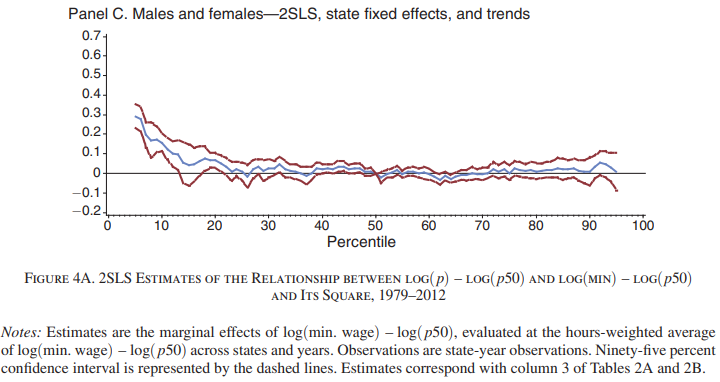 Panel C. Males and females—2SLS, state fixed effects, and trends
0.7
0.6
0.5
0.4
0.3
0.2
0.1
0
−0.1
−0.2
0 10 20 30 40 50 60 70 80 90 100
Percentile
Figure 4A. 2SLS Estimates of the Relationship between log(p) − log(p50) and log(min) − log(p50)
and Its Square, 1979–2012
Notes: Estimates are the marginal effects of log(min. wage) − log(p50), evaluated at the hours-weighted average
of log(min. wage) − log(p50) across states and years. Observations are state-year observations. Ninety-five percent
confidence interval is represented by the dashed lines. Estimates correspond with column 3 of Tables 2A and 2B.